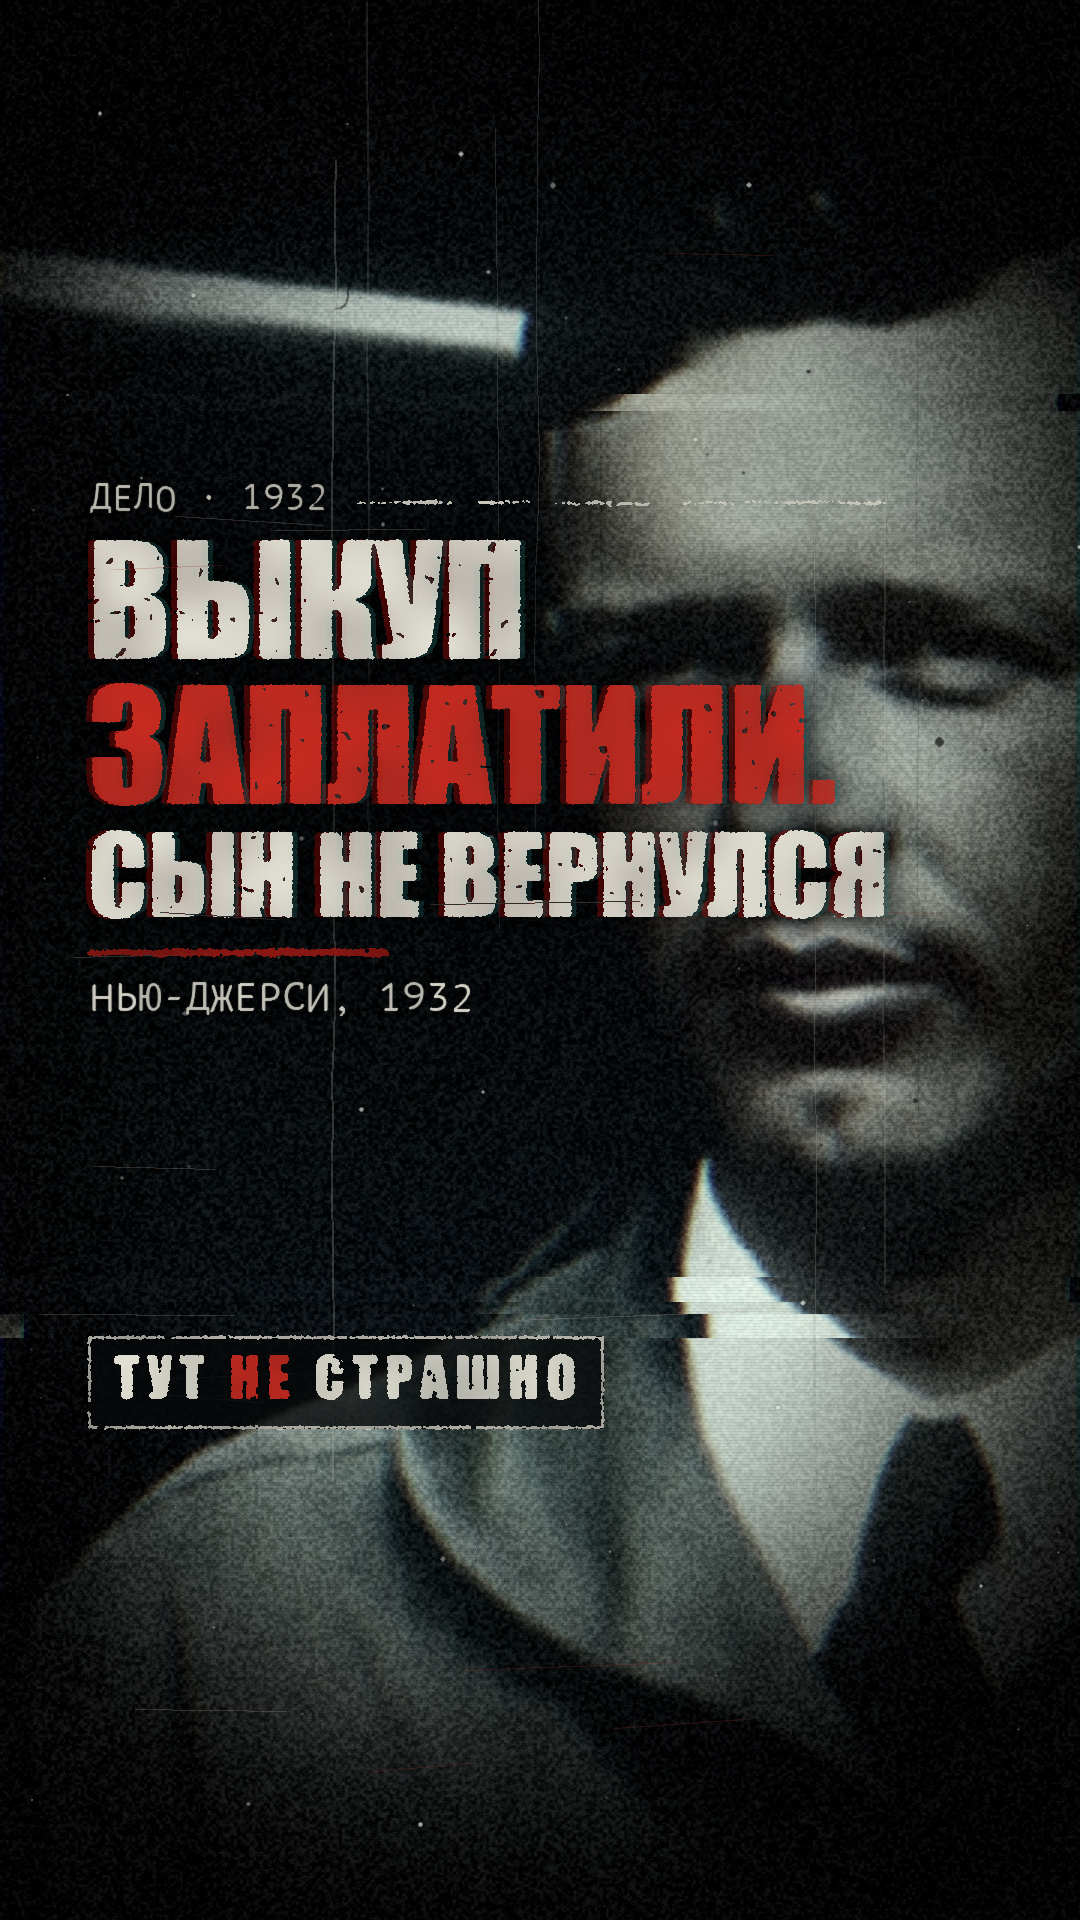 ДЕЛО · 1932
ВЫКУП
ЗАПЛАТИЛИ.
СЫН НЕ ВЕРНУЛСЯ
НЬЮ-ДЖЕРСИ, 1932
ТУТ НЕ СТРАШНО